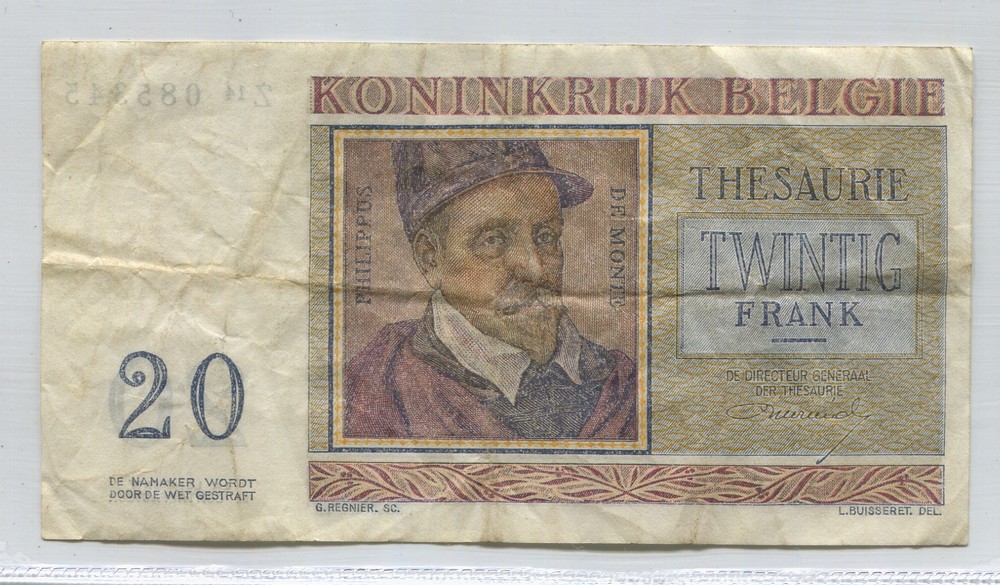 Z14 085345
KONINKRIJK BELGIE
PHILIPPUS
DE MONTE
THESAURIE
TWINTIG
FRANK
DE DIRECTEUR GENERAAL
DER THESAURIE
20
DE NAMAKER WORDT
DOOR DE WET GESTRAFT
G. REGNIER. SC.
L. BUISSERET. DEL.